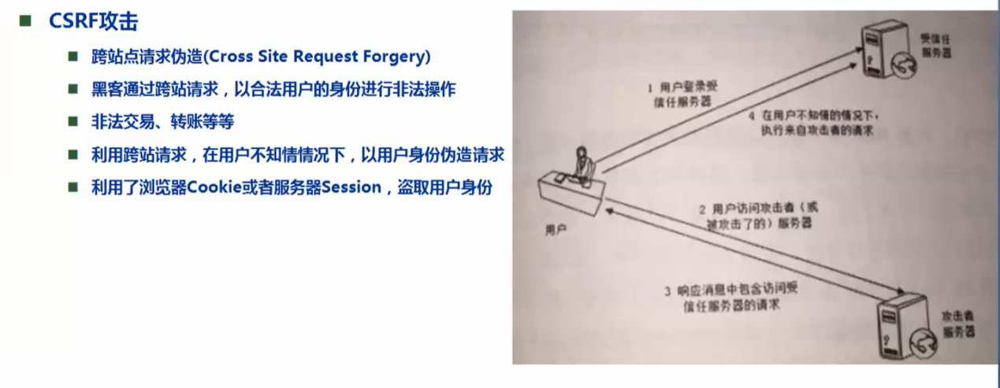 CSRF攻击
跨站点请求伪造(Cross Site Request Forgery)
黑客通过跨站请求，以合法用户的身份进行非法操作
非法交易、转账等等
利用跨站请求，在用户不知情情况下，以用户身份伪造请求
利用了浏览器Cookie或者服务器Session，盗取用户身份
受信任
服务器
1 用户登录受
信任服务器
4 在用户不知情的情况下，
执行来自攻击者的请求
2 用户访问攻击者（或
被攻击了的）服务器
用户
3 响应消息中包含访问受
信任服务器的请求
攻击者
服务器